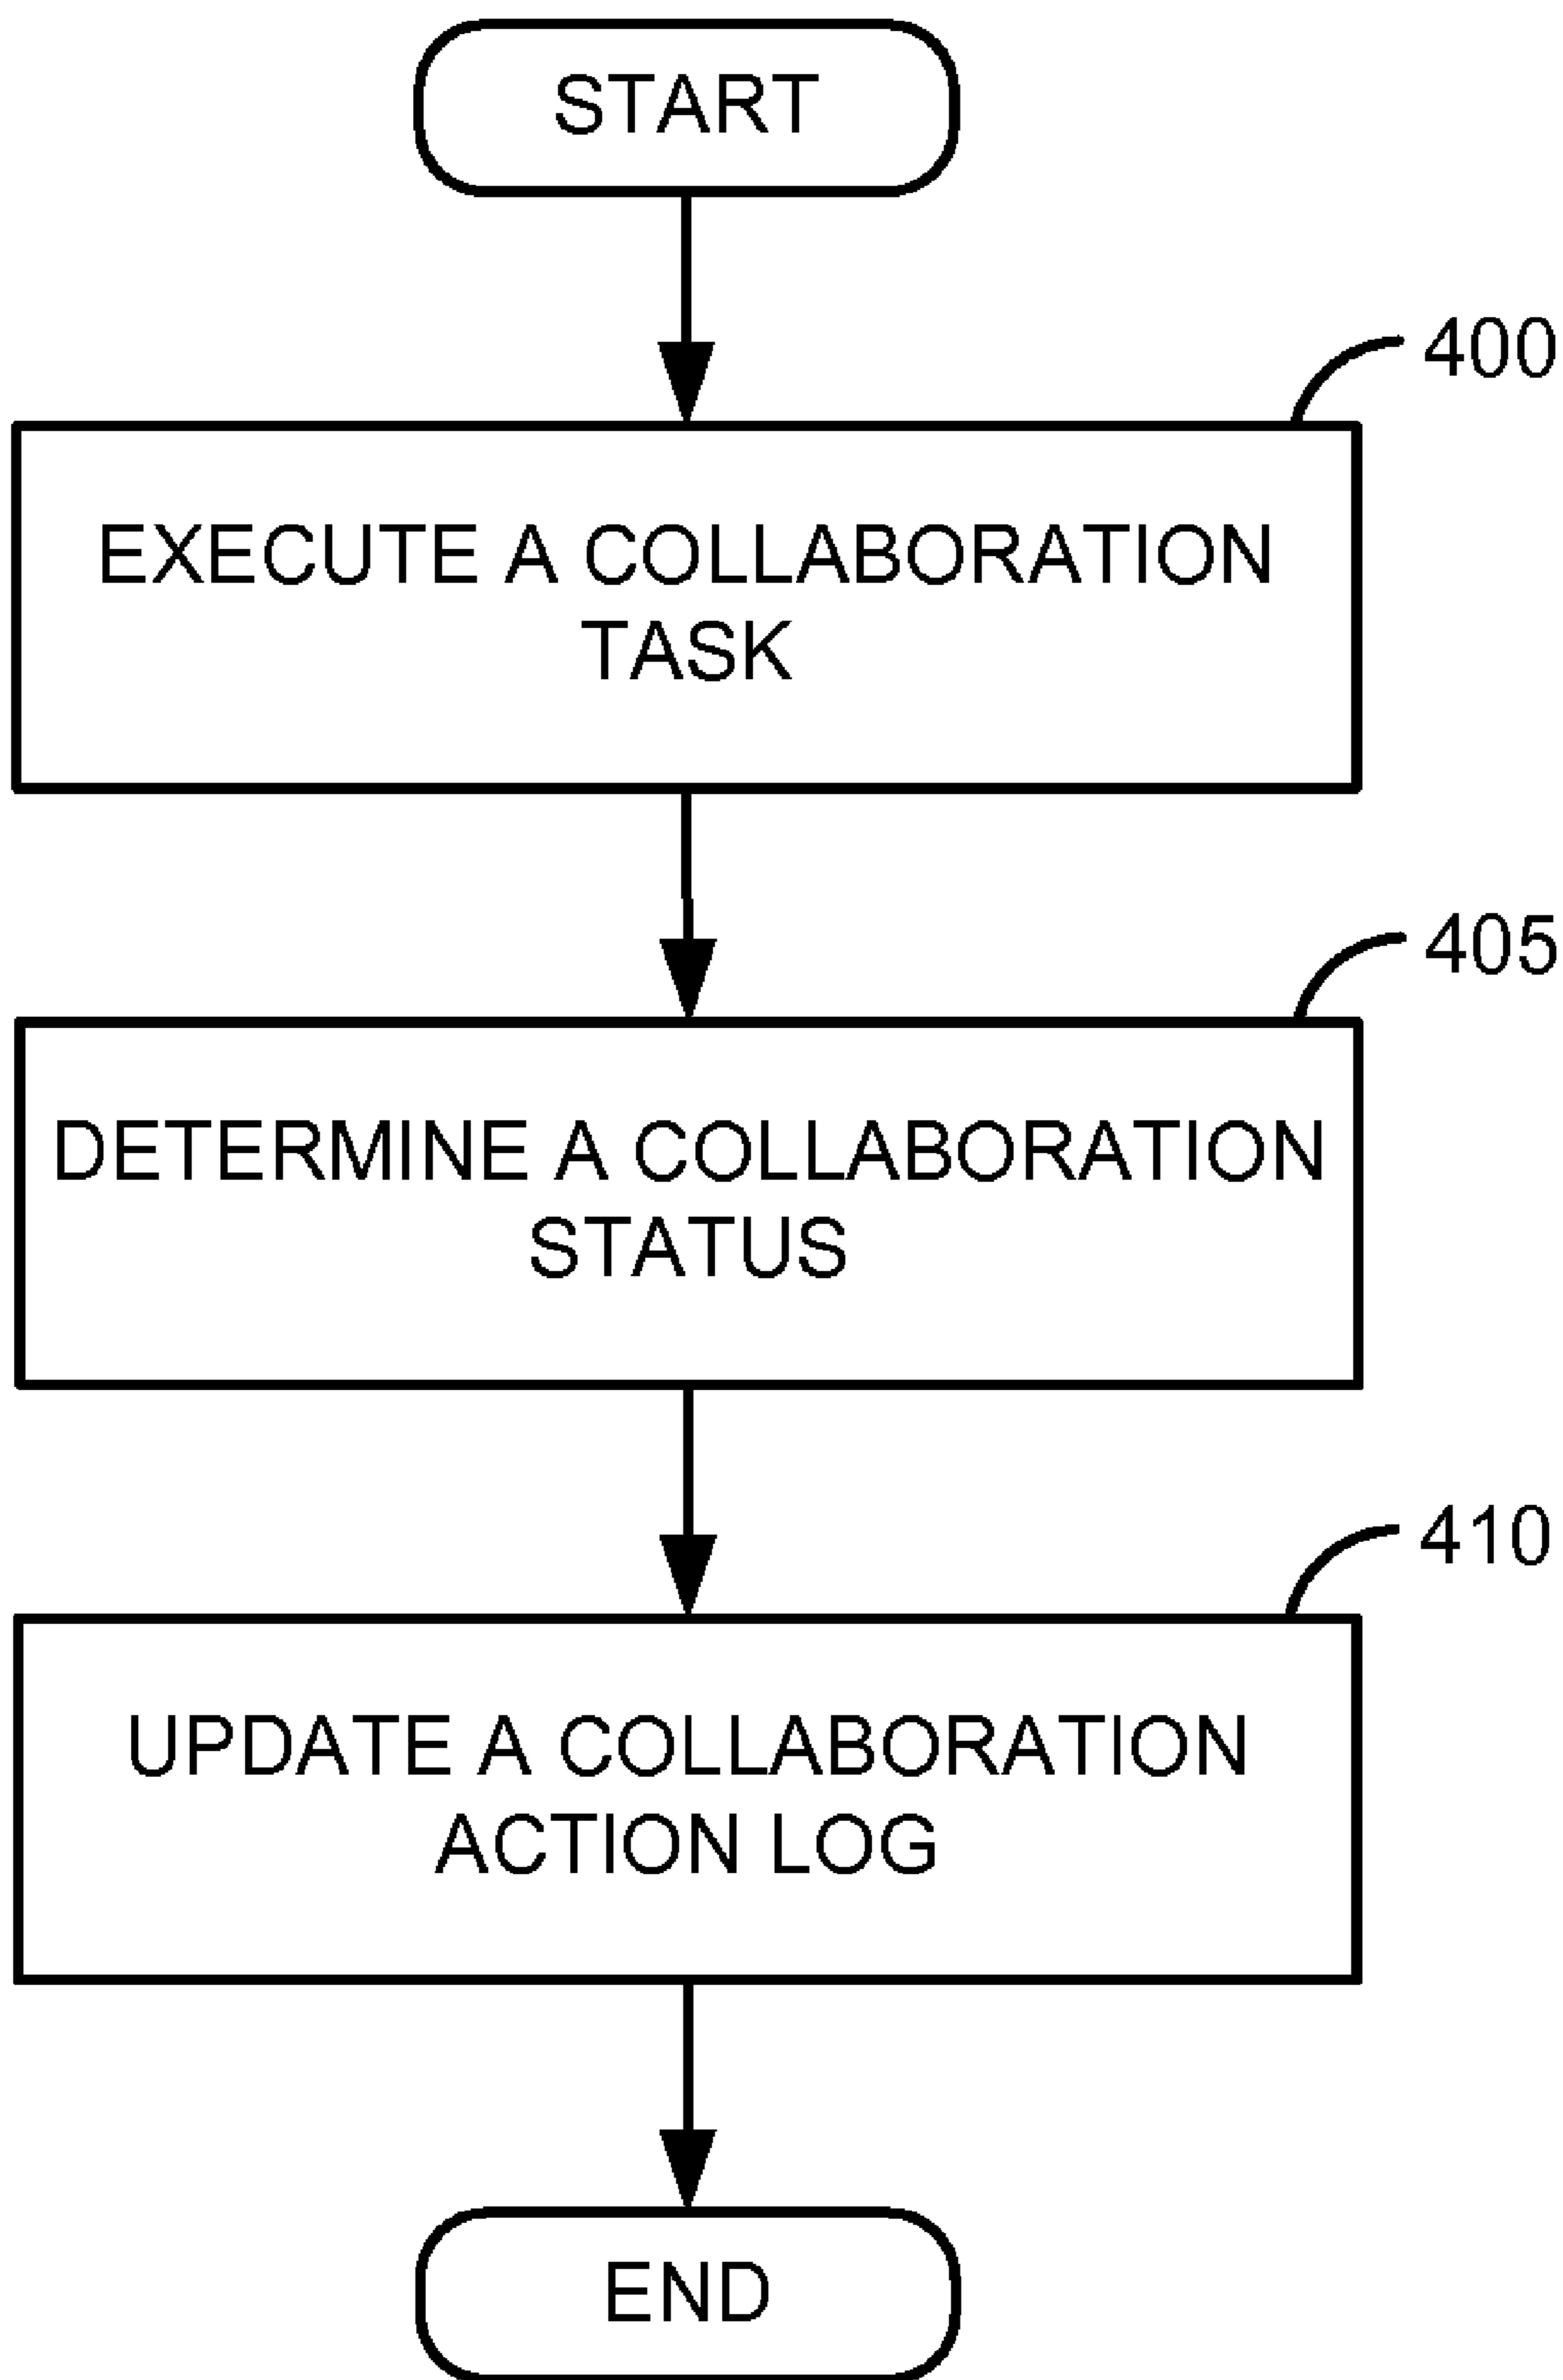 START
400
EXECUTE A COLLABORATION
TASK
405
DETERMINE A COLLABORATION
STATUS
410
UPDATE A COLLABORATION
ACTION LOG
END